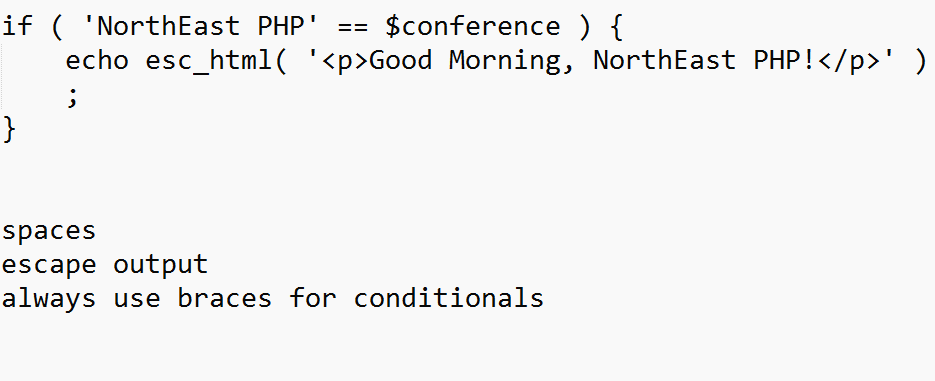 if ( 'NorthEast PHP' == $conference ) {
    echo esc_html( '<p>Good Morning, NorthEast PHP!</p>' )
    ;
}
spaces
escape output
always use braces for conditionals